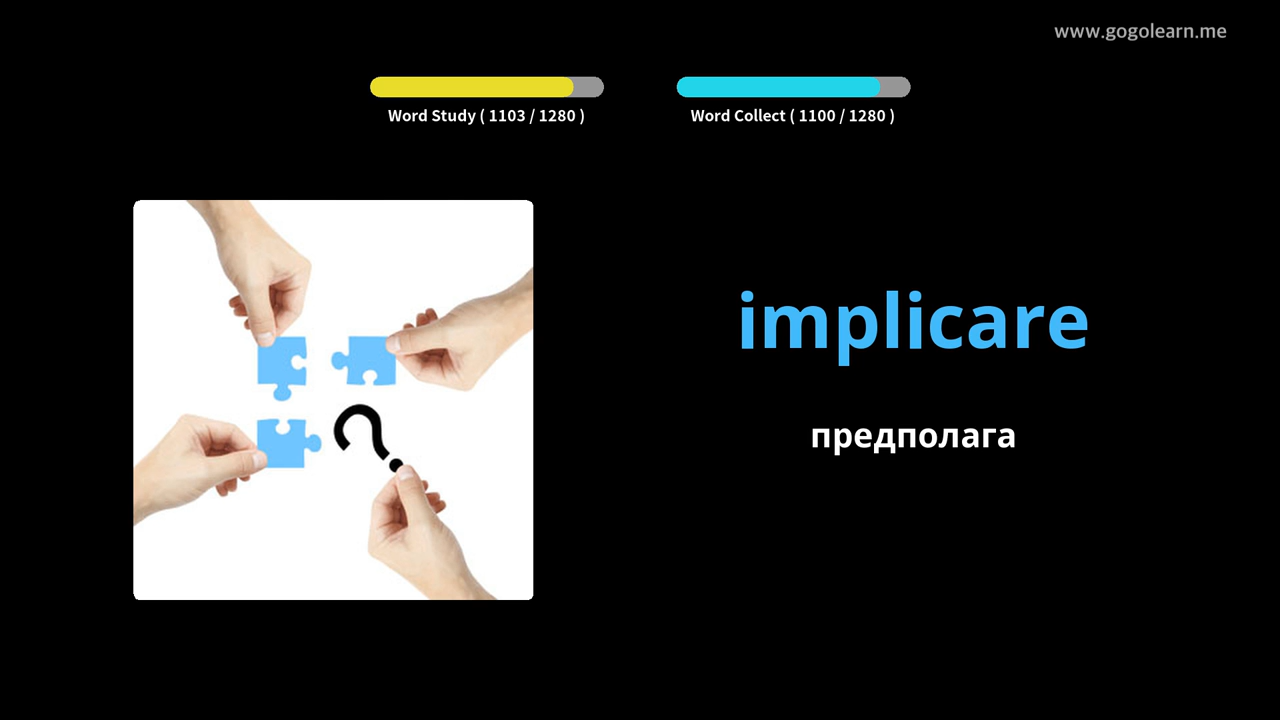 www.gogolearn.me
Word Study ( 1103 / 1280 )
Word Collect ( 1100 / 1280 )
implicare
предполага